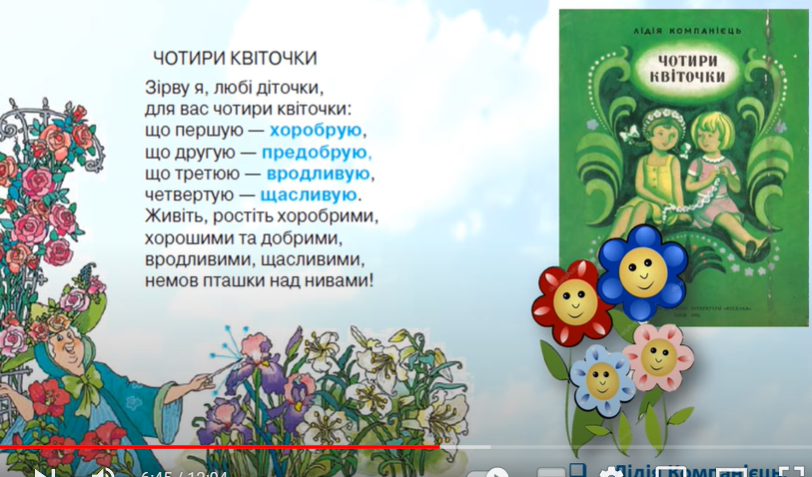 ЧОТИРИ КВІТОЧКИ
Зірву я, любі діточки,
для вас чотири квіточки:
що першую — хоробрую,
що другую — предобрую,
що третюю — вродливую,
четвертую — щасливую.
Живіть, ростіть хоробрими,
хорошими та добрими,
вродливими, щасливими,
немов пташки над нивами!
ЛІДІЯ КОМПАНІЄЦЬ
ЧОТИРИ
КВІТОЧКИ
6:45 / 12:04
Лідія Компанієць